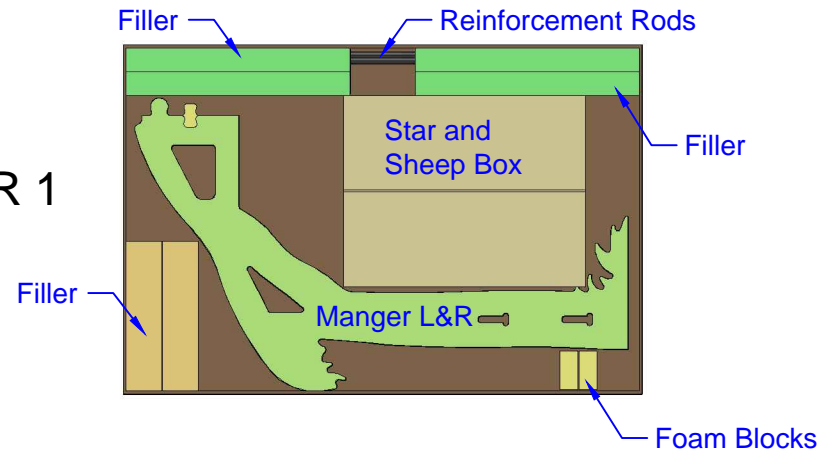 Filler
Reinforcement Rods
Star and
Sheep Box
Filler
R 1
Filler
Manger L&R
Foam Blocks